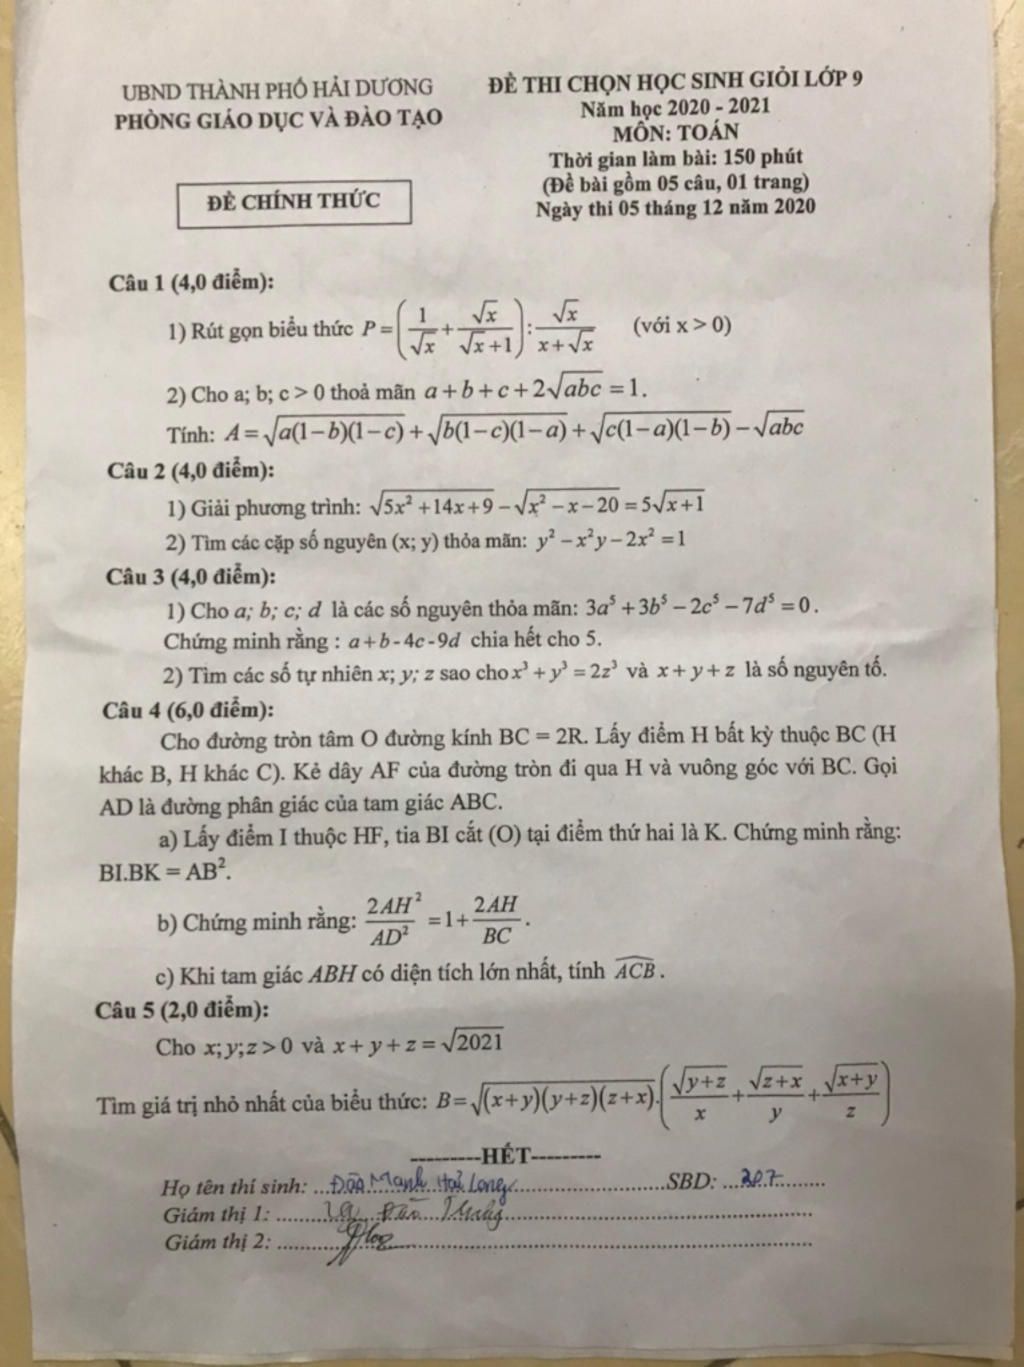 UBND THÀNH PHỐ HẢI DƯƠNG
PHÒNG GIÁO DỤC VÀ ĐÀO TẠO
ĐỀ CHÍNH THỨC
ĐỀ THI CHỌN HỌC SINH GIỎI LỚP 9
Năm học 2020 - 2021
MÔN: TOÁN
Thời gian làm bài: 150 phút
(Đề bài gồm 05 câu, 01 trang)
Ngày thi 05 tháng 12 năm 2020
Câu 1 (4,0 điểm):
1) Rút gọn biểu thức P = (1/√x + √x/(√x+1)) : √x/(x+√x) (với x > 0)
2) Cho a; b; c > 0 thoả mãn a + b + c + 2√(abc) = 1.
Tính: A = √(a(1−b)(1−c)) + √(b(1−c)(1−a)) + √(c(1−a)(1−b)) − √(abc)
Câu 2 (4,0 điểm):
1) Giải phương trình: √(5x² + 14x + 9) − √(x² − x − 20) = 5√(x+1)
2) Tìm các cặp số nguyên (x; y) thỏa mãn: y² − x²y − 2x² = 1
Câu 3 (4,0 điểm):
1) Cho a; b; c; d là các số nguyên thỏa mãn: 3a⁵ + 3b⁵ − 2c⁵ − 7d⁵ = 0.
Chứng minh rằng : a + b - 4c - 9d chia hết cho 5.
2) Tìm các số tự nhiên x; y; z sao cho x³ + y³ = 2z³ và x + y + z là số nguyên tố.
Câu 4 (6,0 điểm):
Cho đường tròn tâm O đường kính BC = 2R. Lấy điểm H bất kỳ thuộc BC (H
khác B, H khác C). Kẻ dây AF của đường tròn đi qua H và vuông góc với BC. Gọi
AD là đường phân giác của tam giác ABC.
a) Lấy điểm I thuộc HF, tia BI cắt (O) tại điểm thứ hai là K. Chứng minh rằng:
BI.BK = AB².
b) Chứng minh rằng: 2AH²/AD² = 1 + 2AH/BC.
c) Khi tam giác ABH có diện tích lớn nhất, tính ACB.
Câu 5 (2,0 điểm):
Cho x; y; z > 0 và x + y + z = √2021
Tìm giá trị nhỏ nhất của biểu thức: B = √((x+y)(y+z)(z+x)).(√(y+z)/x + √(z+x)/y + √(x+y)/z)
----------HẾT----------
Họ tên thí sinh: Đào Mạnh Hải Long SBD: 207
Giám thị 1:
Giám thị 2: